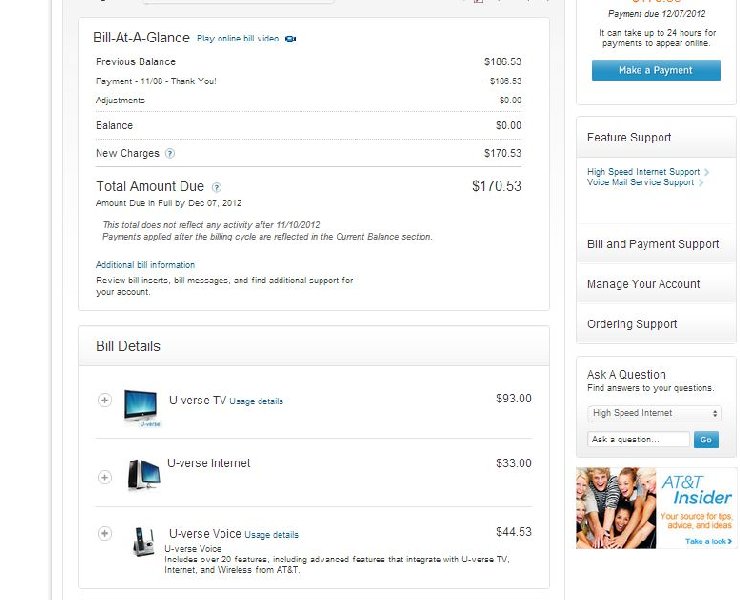 Payment due 12/07/2012
It can take up to 24 hours for
payments to appear online.
Make a Payment
Bill-At-A-Glance Play online bill video
Previous Balance $106.53
Payment - 11/08 - Thank You! $106.53
Adjustments $0.00
Balance $0.00
New Charges ? $170.53
Total Amount Due ? $170.53
Amount Due In Full by Dec 07, 2012
This total does not reflect any activity after 11/10/2012
Payments applied after the billing cycle are reflected in the Current Balance section.
Additional bill information
Review bill inserts, bill messages, and find additional support for
your account.
Bill Details
U-verse TV Usage details $93.00
U-verse
U-verse Internet $33.00
U-verse Voice Usage details $44.53
U-verse Voice
Includes over 20 features, including advanced features that integrate with U-verse TV,
Internet, and Wireless from AT&T.
Feature Support
High Speed Internet Support
Voice Mail Service Support
Bill and Payment Support
Manage Your Account
Ordering Support
Ask A Question
Find answers to your questions.
High Speed Internet
Ask a question... Go
AT&T
Insider
Your source for tips,
advice, and ideas
Take a look